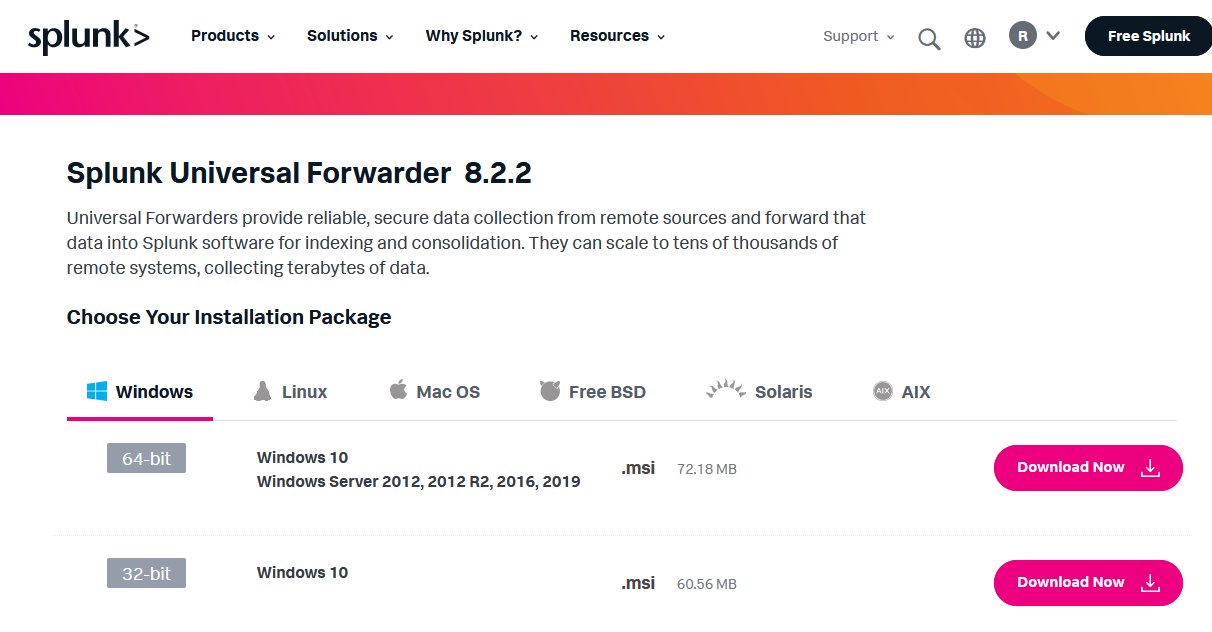 splunk>
Products Solutions Why Splunk? Resources Support R Free Splunk
Splunk Universal Forwarder 8.2.2
Universal Forwarders provide reliable, secure data collection from remote sources and forward that
data into Splunk software for indexing and consolidation. They can scale to tens of thousands of
remote systems, collecting terabytes of data.
Choose Your Installation Package
Windows Linux Mac OS Free BSD Solaris AIX AIX
64-bit Windows 10
Windows Server 2012, 2012 R2, 2016, 2019 .msi 72.18 MB Download Now
32-bit Windows 10 .msi 60.56 MB Download Now